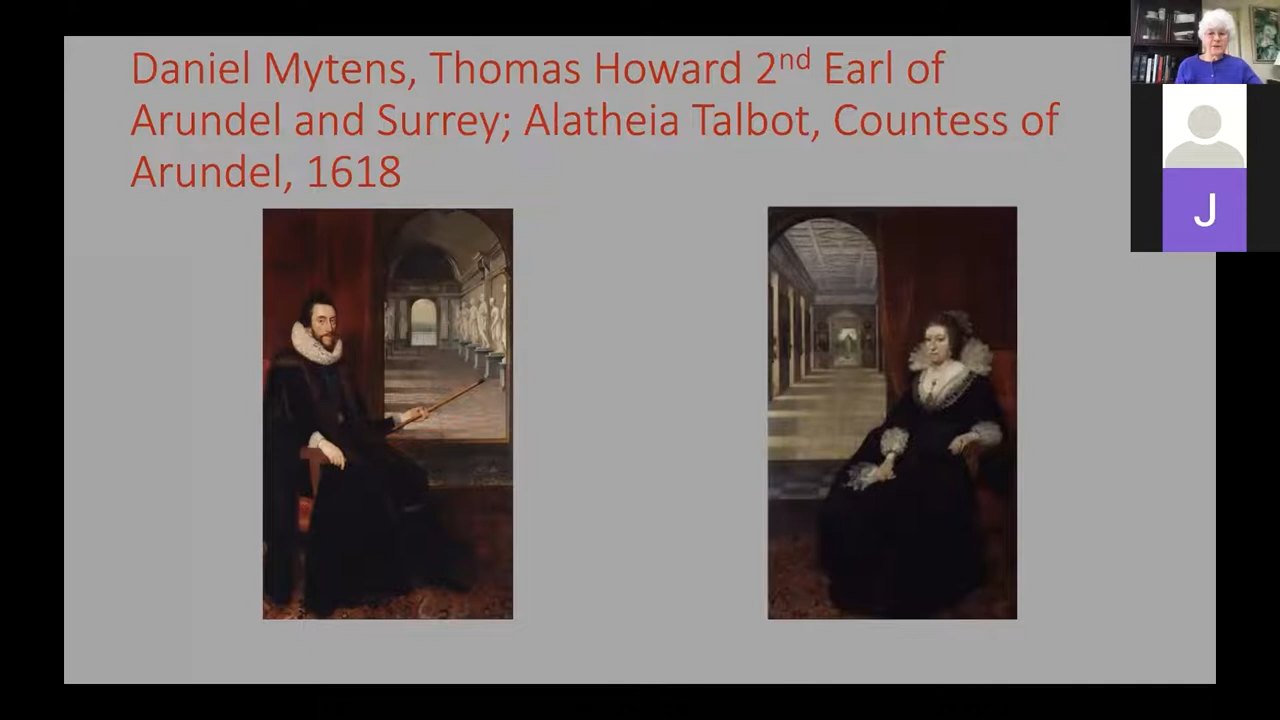 Daniel Mytens, Thomas Howard 2nd Earl of
Arundel and Surrey; Alatheia Talbot, Countess of
Arundel, 1618
J